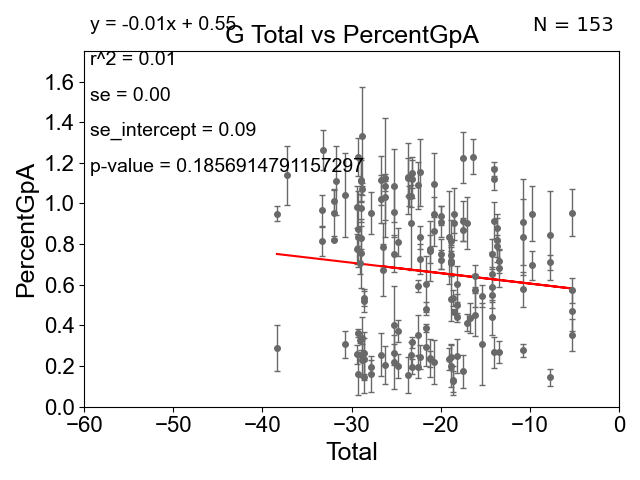 y = -0.01x + 0.55
G Total vs PercentGpA
N = 153
r^2 = 0.01
se = 0.00
se_intercept = 0.09
p-value = 0.1856914791157297
PercentGpA
1.6
1.4
1.2
1.0
0.8
0.6
0.4
0.2
0.0
−60
−50
−40
−30
−20
−10
0
Total